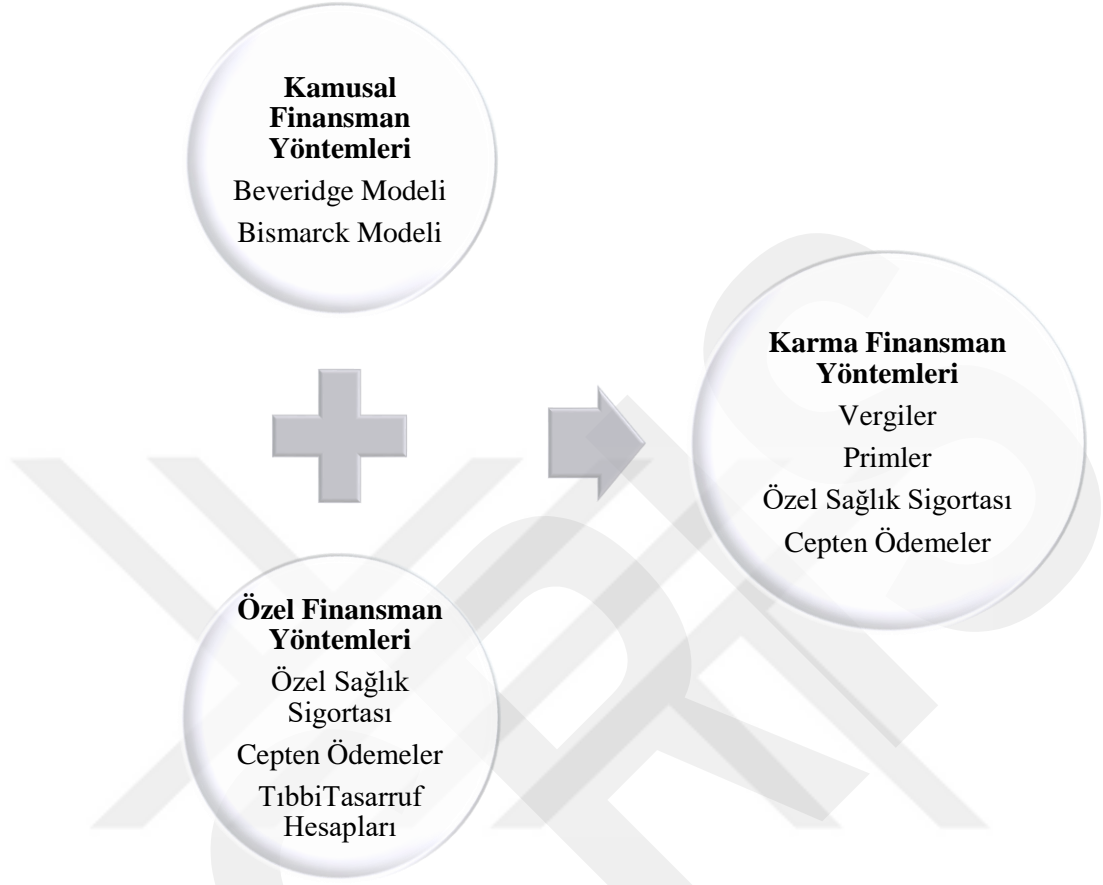 Kamusal
Finansman
Yöntemleri
Beveridge Modeli
Bismarck Modeli
Özel Finansman
Yöntemleri
Özel Sağlık
Sigortası
Cepten Ödemeler
TıbbiTasarruf
Hesapları
Karma Finansman
Yöntemleri
Vergiler
Primler
Özel Sağlık Sigortası
Cepten Ödemeler